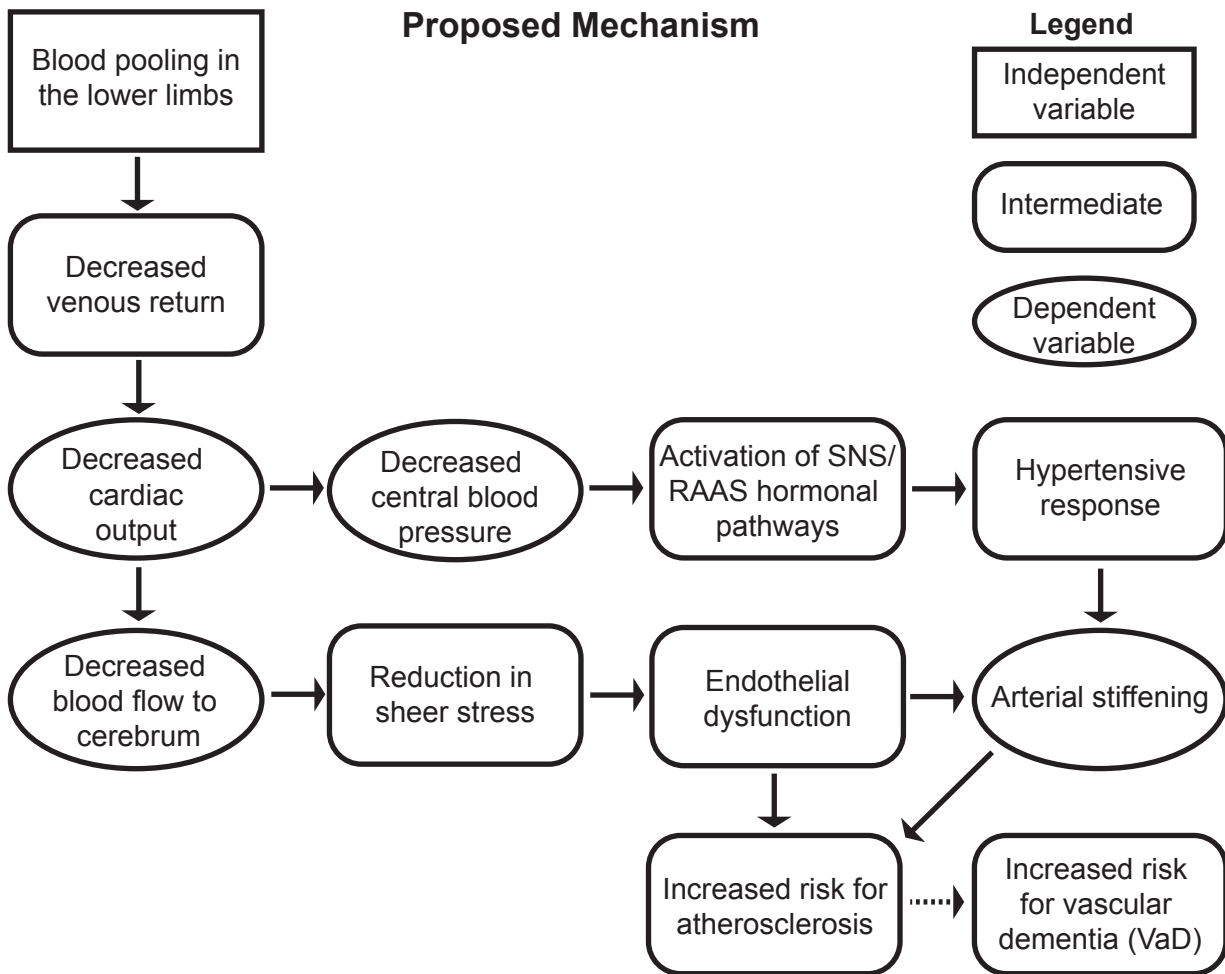 Proposed Mechanism
Legend
Blood pooling in
the lower limbs
Independent
variable
Intermediate
Dependent
variable
Decreased
venous return
Decreased
cardiac
output
Decreased
central blood
pressure
Activation of SNS/
RAAS hormonal
pathways
Hypertensive
response
Decreased
blood flow to
cerebrum
Reduction in
sheer stress
Endothelial
dysfunction
Arterial stiffening
Increased risk for
atherosclerosis
Increased risk
for vascular
dementia (VaD)